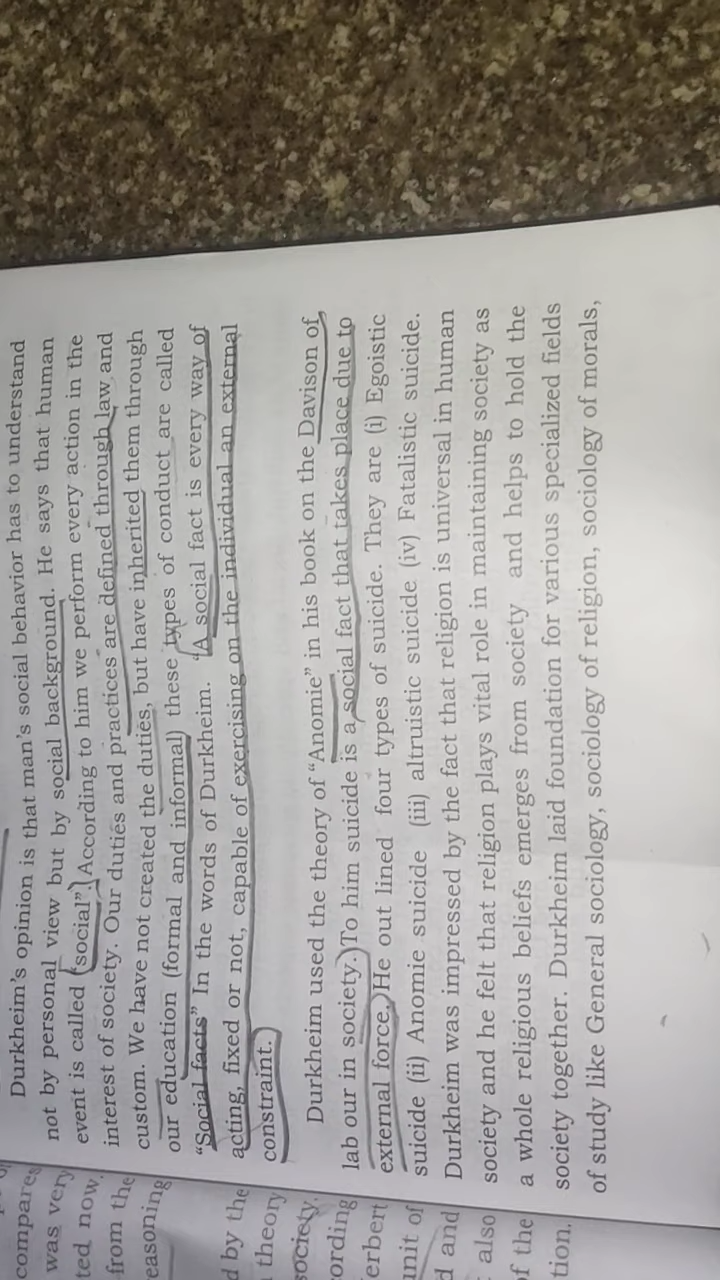 Durkheim's opinion is that man's social behavior has to understand
not by personal view but by social background. He says that human
event is called "social". According to him we perform every action in the
interest of society. Our duties and practices are defined through law and
custom. We have not created the duties, but have inherited them through
our education (formal and informal) these types of conduct are called
"Social facts" In the words of Durkheim. "A social fact is every way of
acting, fixed or not, capable of exercising on the individual an external
constraint.
Durkheim used the theory of "Anomie" in his book on the Davison of
lab our in society. To him suicide is a social fact that takes place due to
external force. He out lined four types of suicide. They are (i) Egoistic
suicide (ii) Anomie suicide (iii) altruistic suicide (iv) Fatalistic suicide.
Durkheim was impressed by the fact that religion is universal in human
society and he felt that religion plays vital role in maintaining society as
a whole religious beliefs emerges from society and helps to hold the
society together. Durkheim laid foundation for various specialized fields
of study like General sociology, sociology of religion, sociology of morals,
compares
was very
ted now.
from the
easoning
d by the
theory
society.
ording
erbert
unit of
d and
also
of the
tion.